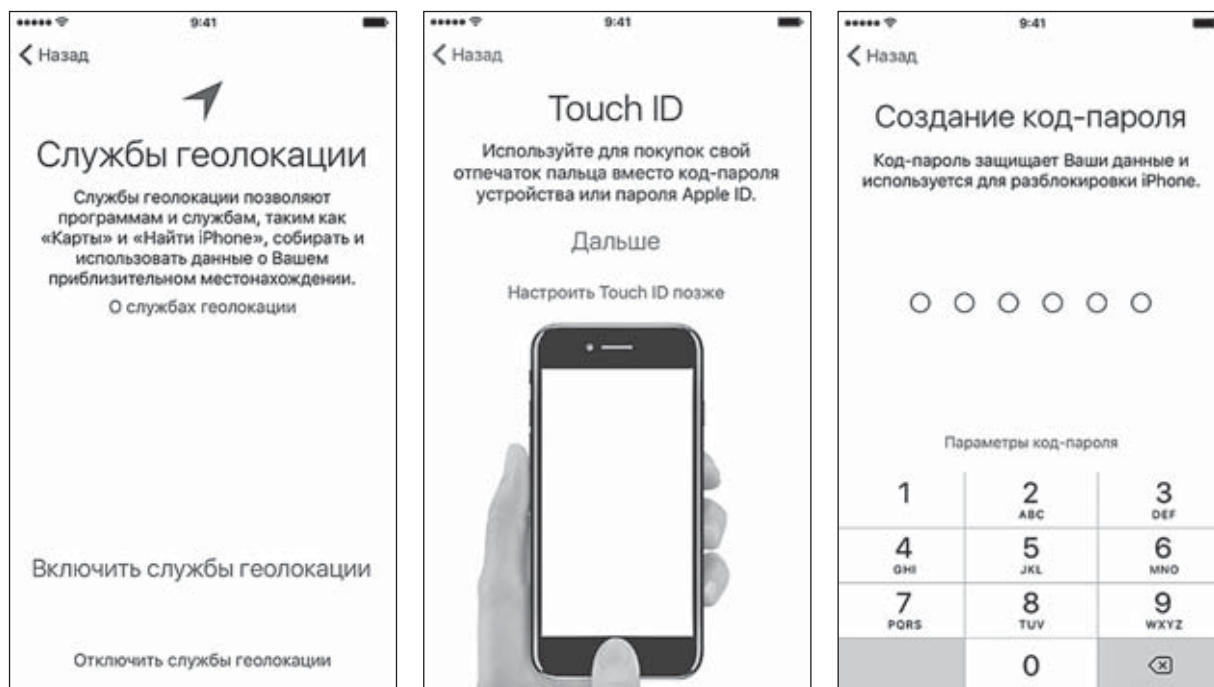 9:41
Назад
Службы геолокации
Службы геолокации позволяют
программам и службам, таким как
«Карты» и «Найти iPhone», собирать и
использовать данные о Вашем
приблизительном местонахождении.
О службах геолокации
Включить службы геолокации
Отключить службы геолокации
9:41
Назад
Touch ID
Используйте для покупок свой
отпечаток пальца вместо код-пароля
устройства или пароля Apple ID.
Дальше
Настроить Touch ID позже
9:41
Назад
Создание код-пароля
Код-пароль защищает Ваши данные и
используется для разблокировки iPhone.
Параметры код-пароля
1 2 3
ABC DEF
4 5 6
GHI JKL MNO
7 8 9
PQRS TUV WXYZ
0